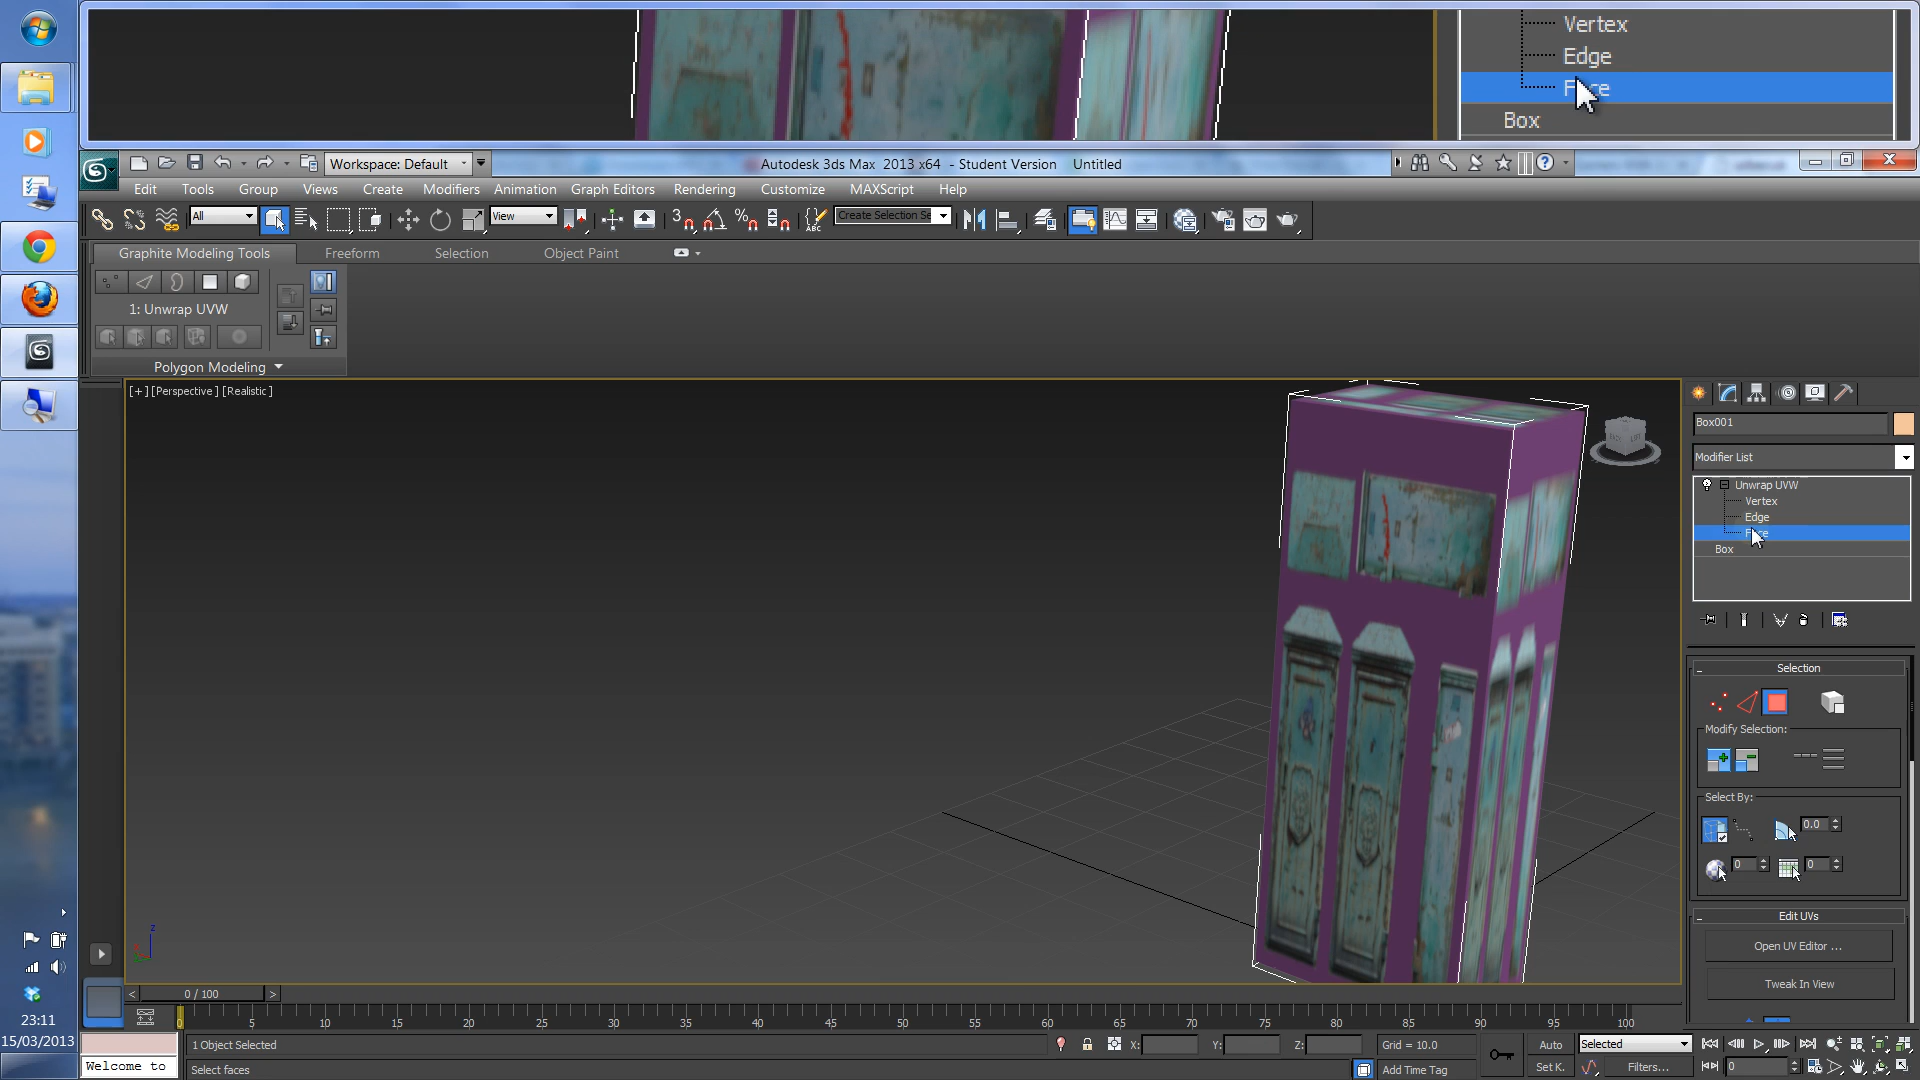 Vertex
Edge
Face
Box
Workspace: Default
Autodesk 3ds Max 2013 x64 - Student Version Untitled
Edit Tools Group Views Create Modifiers Animation Graph Editors Rendering Customize MAXScript Help
All
View
3
ABC
Create Selection Se
Graphite Modeling Tools Freeform Selection Object Paint
1: Unwrap UVW
Polygon Modeling
[+] [Perspective] [Realistic]
Box001
Modifier List
Unwrap UVW
Vertex
Edge
Face
Box
Selection
Modify Selection:
Select By:
0.0
0
0
Edit UVs
Open UV Editor ...
Tweak In View
z
0 / 100
0 5 10 15 20 25 30 35 40 45 50 55 60 65 70 75 80 85 90 95 100
1 Object Selected
X: Y: Z:
Grid = 10.0
Auto
Selected
Welcome to
Select faces
Add Time Tag
Set K.
Filters...
0
23:11
15/03/2013